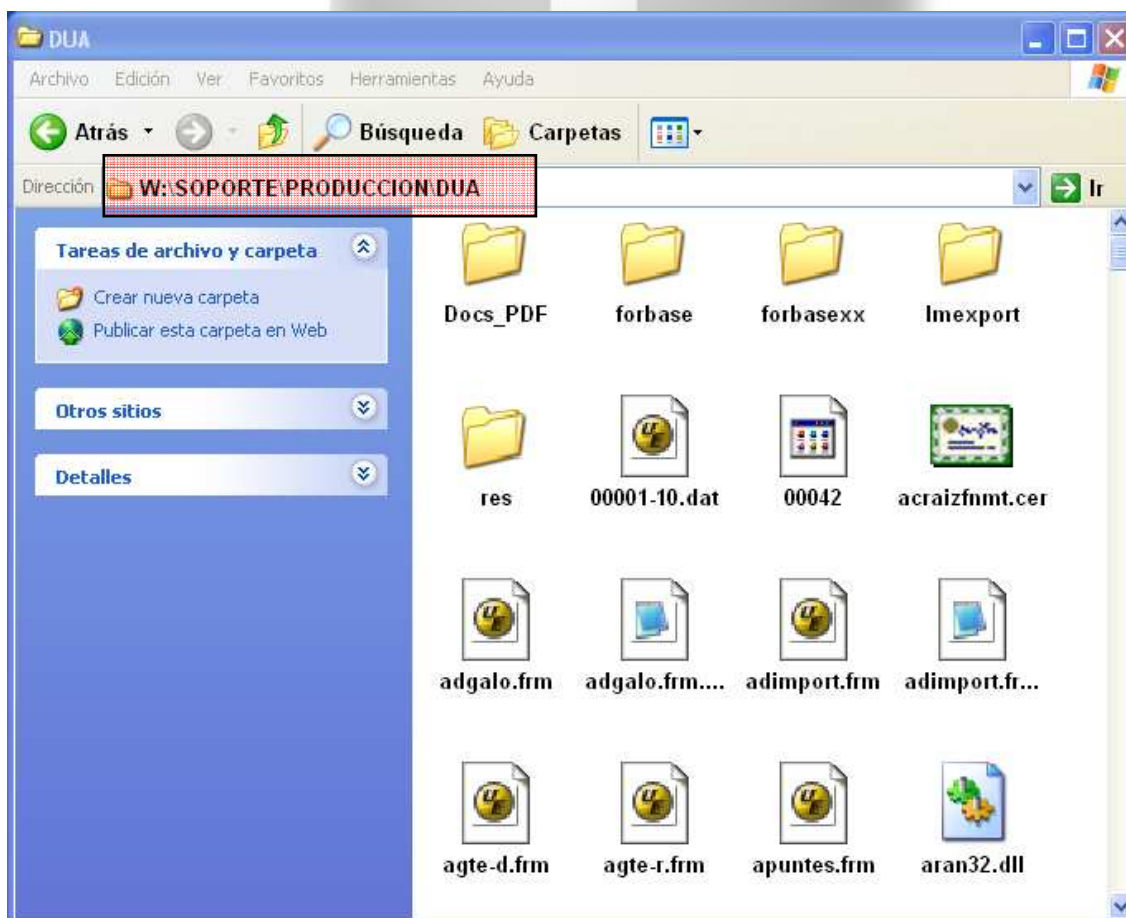 DUA
Archivo Edición Ver Favoritos Herramientas Ayuda
Atrás Búsqueda Carpetas
Dirección W:\SOPORTE\PRODUCCION\DUA Ir
Tareas de archivo y carpeta
Crear nueva carpeta
Publicar esta carpeta en Web
Otros sitios
Detalles
Docs_PDF forbase forbasexx Imexport
res 00001-10.dat 00042 acraizfnmt.cer
adgalo.frm adgalo.frm.... adimport.frm adimport.fr...
agte-d.frm agte-r.frm apuntes.frm aran32.dll